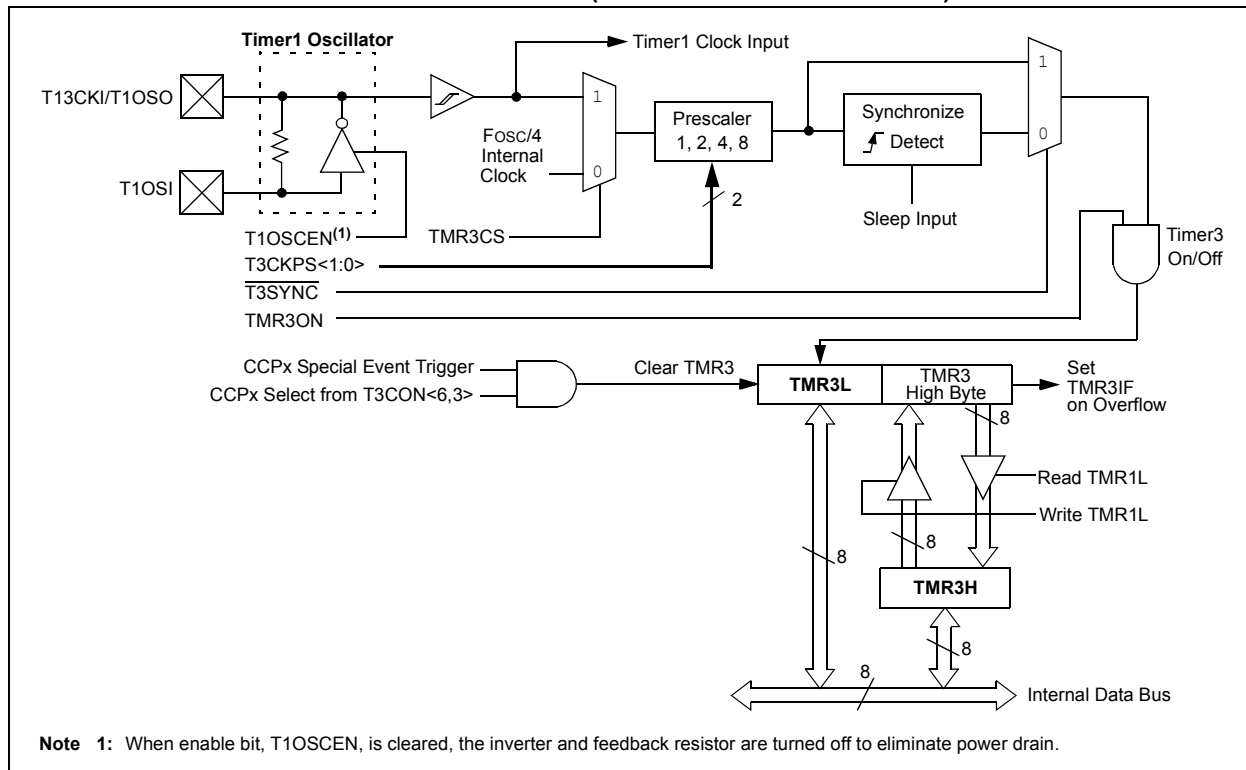 Timer1 Oscillator
Timer1 Clock Input
T13CKI/T1OSO
T1OSI
1
0
FOSC/4
Internal
Clock
Prescaler
1, 2, 4, 8
Synchronize
Detect
1
0
2
Sleep Input
T1OSCEN(1)
TMR3CS
T3CKPS<1:0>
T3SYNC
TMR3ON
Timer3
On/Off
CCPx Special Event Trigger
CCPx Select from T3CON<6,3>
Clear TMR3
TMR3L
TMR3
High Byte
Set
TMR3IF
on Overflow
8
Read TMR1L
Write TMR1L
8
8
TMR3H
8
8
Internal Data Bus
Note 1: When enable bit, T1OSCEN, is cleared, the inverter and feedback resistor are turned off to eliminate power drain.